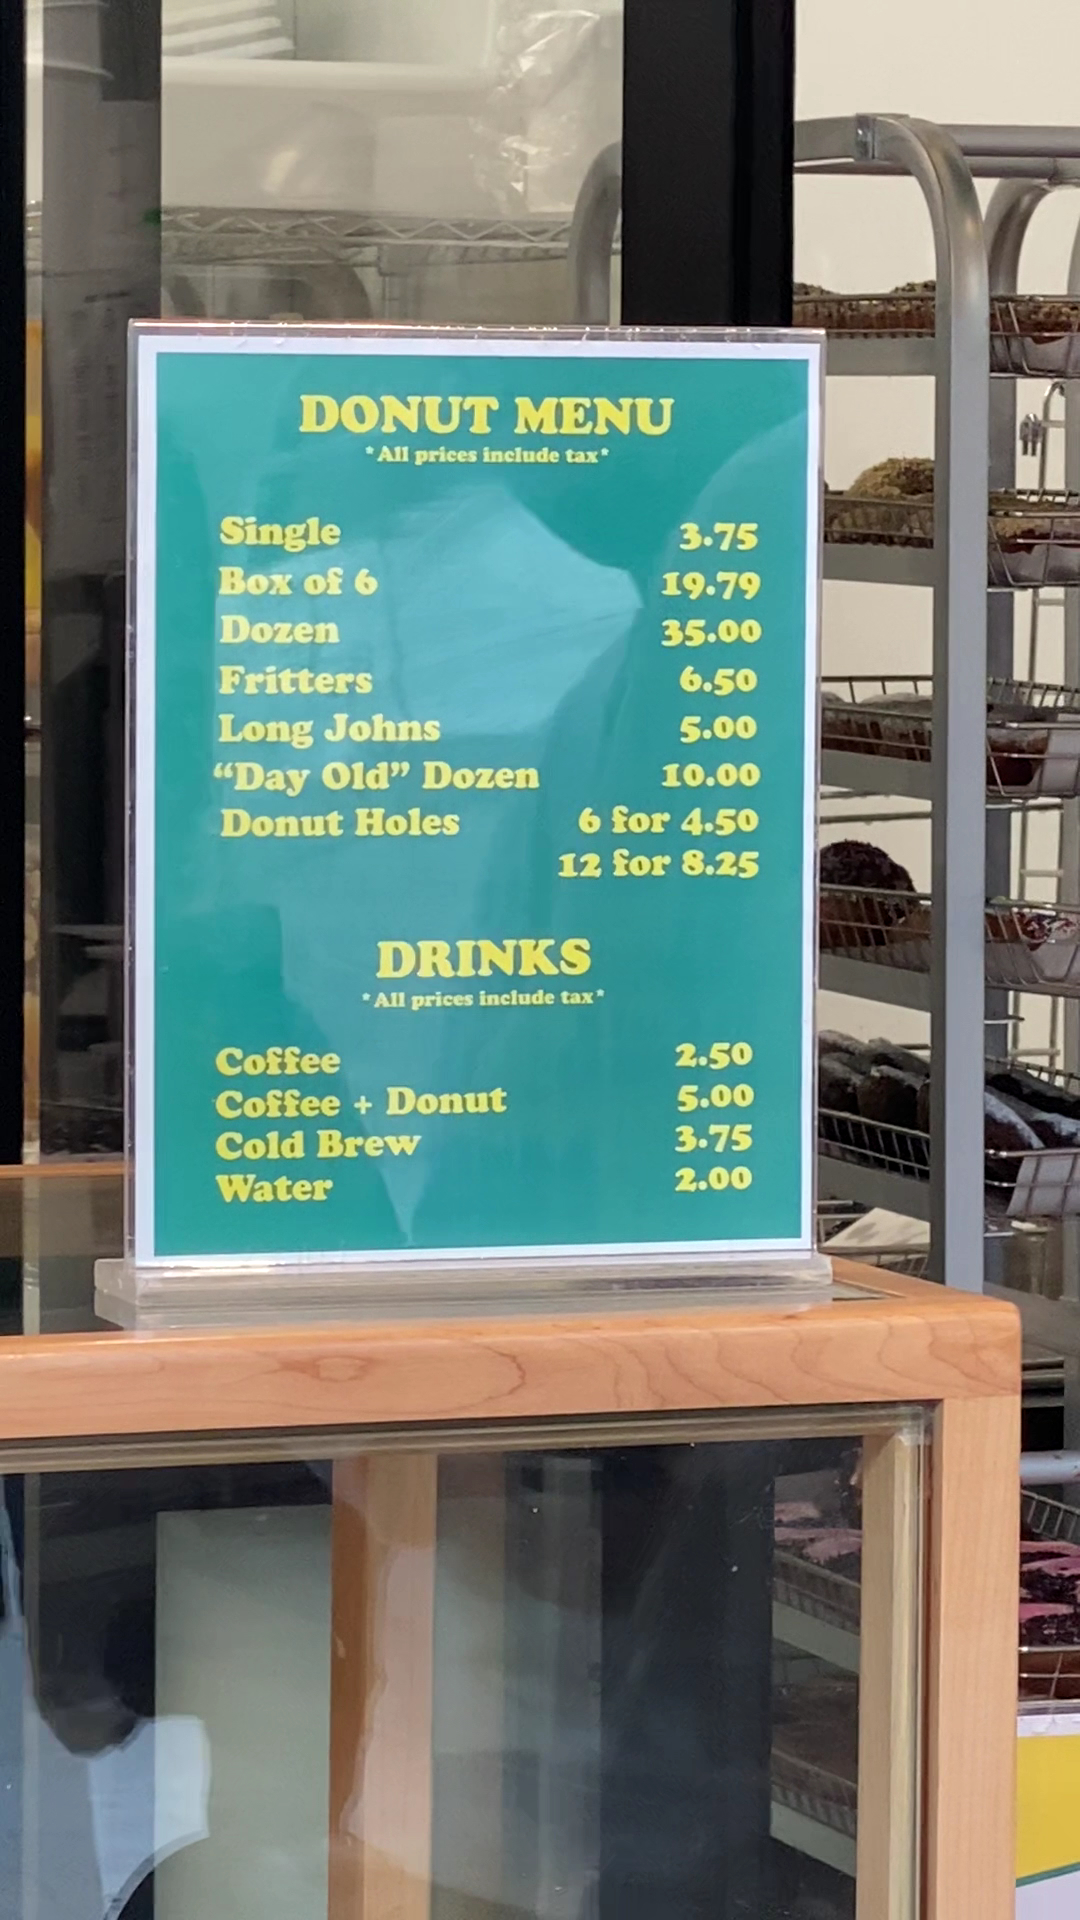 DONUT MENU
*All prices include tax*
Single 3.75
Box of 6 19.79
Dozen 35.00
Fritters 6.50
Long Johns 5.00
“Day Old” Dozen 10.00
Donut Holes 6 for 4.50
12 for 8.25
DRINKS
*All prices include tax*
Coffee 2.50
Coffee + Donut 5.00
Cold Brew 3.75
Water 2.00